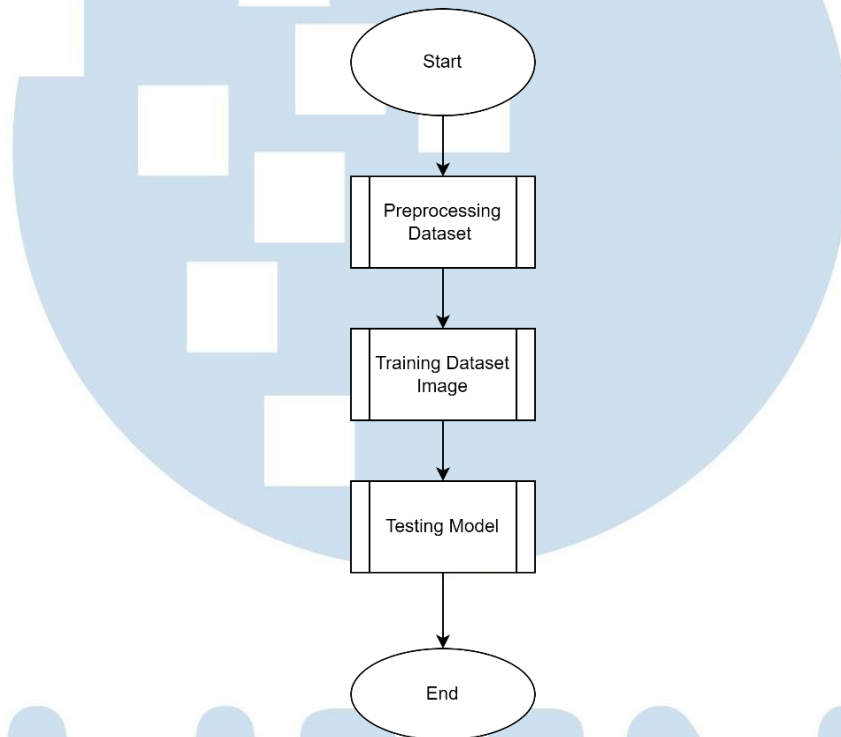 Start
Preprocessing
Dataset
Training Dataset
Image
Testing Model
End